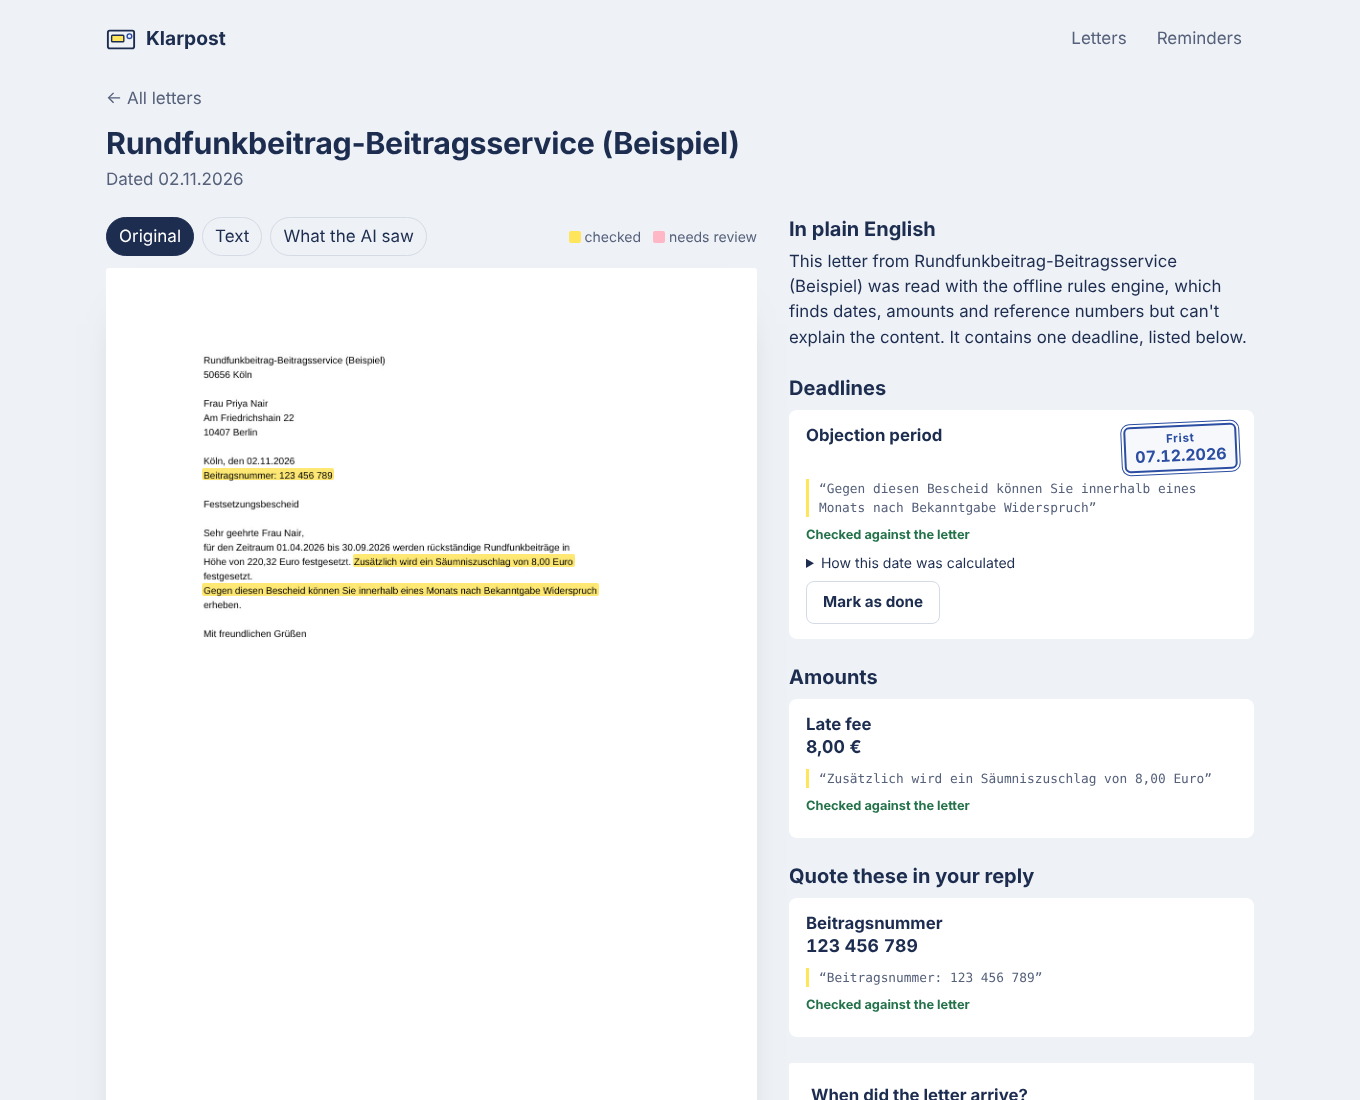 Klarpost
Letters
Reminders
← All letters
Rundfunkbeitrag-Beitragsservice (Beispiel)
Dated 02.11.2026
Original
Text
What the AI saw
checked
needs review
Rundfunkbeitrag-Beitragsservice (Beispiel)
50656 Köln
Frau Priya Nair
Am Friedrichshain 22
10407 Berlin
Köln, den 02.11.2026
Beitragsnummer: 123 456 789
Festsetzungsbescheid
Sehr geehrte Frau Nair,
für den Zeitraum 01.04.2026 bis 30.09.2026 werden rückständige Rundfunkbeiträge in
Höhe von 220,32 Euro festgesetzt. Zusätzlich wird ein Säumniszuschlag von 8,00 Euro
festgesetzt.
Gegen diesen Bescheid können Sie innerhalb eines Monats nach Bekanntgabe Widerspruch
erheben.
Mit freundlichen Grüßen
In plain English
This letter from Rundfunkbeitrag-Beitragsservice
(Beispiel) was read with the offline rules engine, which
finds dates, amounts and reference numbers but can't
explain the content. It contains one deadline, listed below.
Deadlines
Objection period
Frist
07.12.2026
“Gegen diesen Bescheid können Sie innerhalb eines
Monats nach Bekanntgabe Widerspruch”
Checked against the letter
How this date was calculated
Mark as done
Amounts
Late fee
8,00 €
“Zusätzlich wird ein Säumniszuschlag von 8,00 Euro”
Checked against the letter
Quote these in your reply
Beitragsnummer
123 456 789
“Beitragsnummer: 123 456 789”
Checked against the letter
When did the letter arrive?